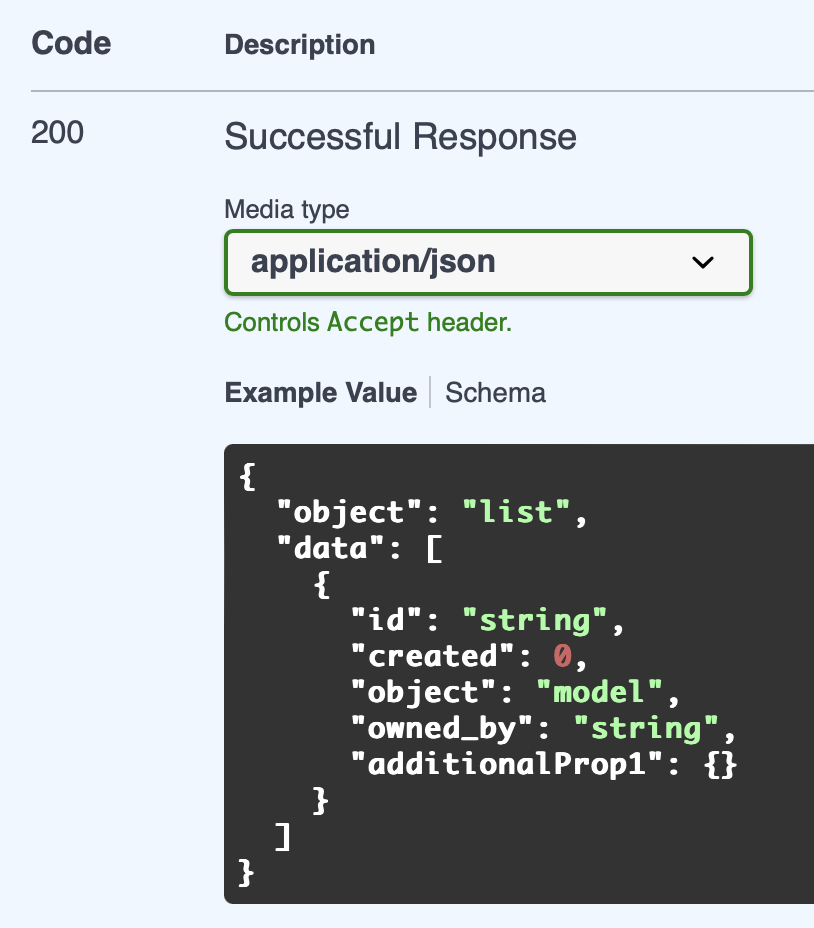 Code Description
200 Successful Response
Media type
application/json
Controls Accept header.
Example Value Schema
{
  "object": "list",
  "data": [
    {
      "id": "string",
      "created": 0,
      "object": "model",
      "owned_by": "string",
      "additionalProp1": {}
    }
  ]
}